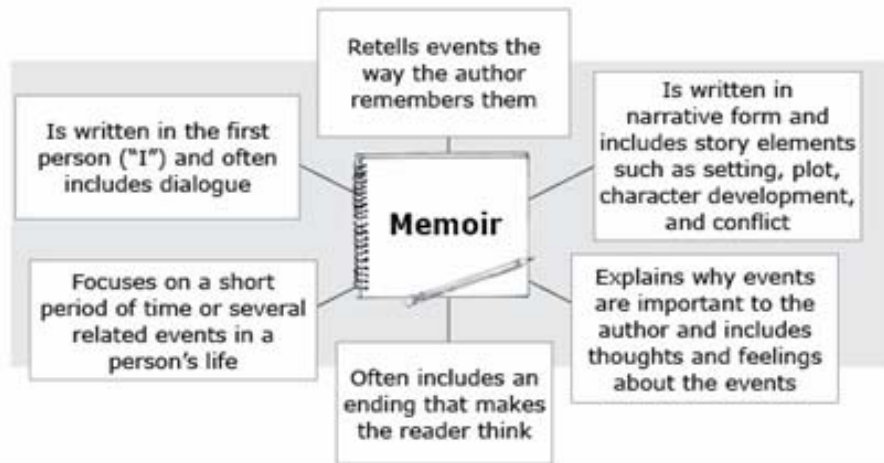 Retells events the
way the author
remembers them
Is written in the first
person ("I") and often
includes dialogue
Is written in
narrative form and
includes story elements
such as setting, plot,
character development,
and conflict
Memoir
Focuses on a short
period of time or several
related events in a
person's life
Explains why events
are important to the
author and includes
thoughts and feelings
about the events
Often includes an
ending that makes
the reader think